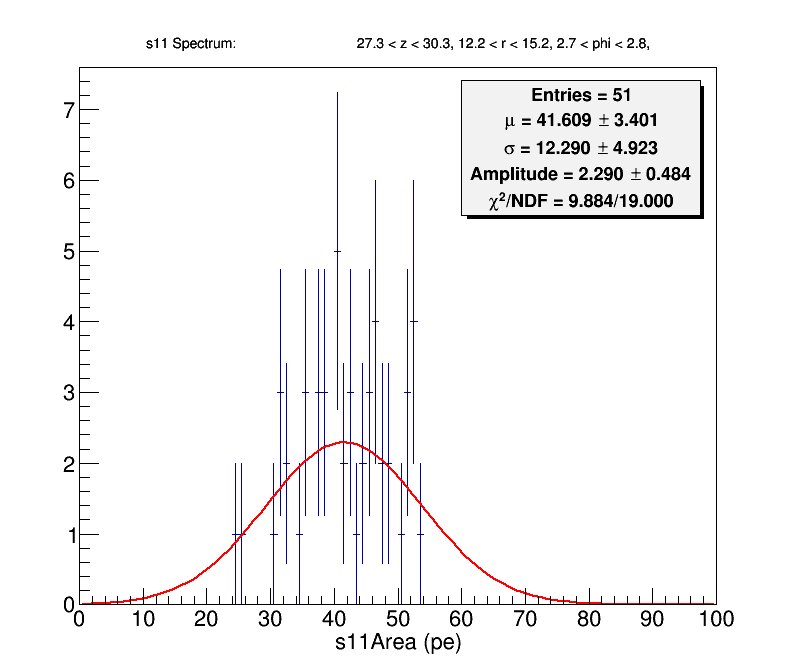 s11 Spectrum: 27.3 < z < 30.3, 12.2 < r < 15.2, 2.7 < phi < 2.8,
Entries = 51
μ = 41.609 ± 3.401
σ = 12.290 ± 4.923
Amplitude = 2.290 ± 0.484
χ²/NDF = 9.884/19.000
7
6
5
4
3
2
1
0
0 10 20 30 40 50 60 70 80 90 100
s11Area (pe)